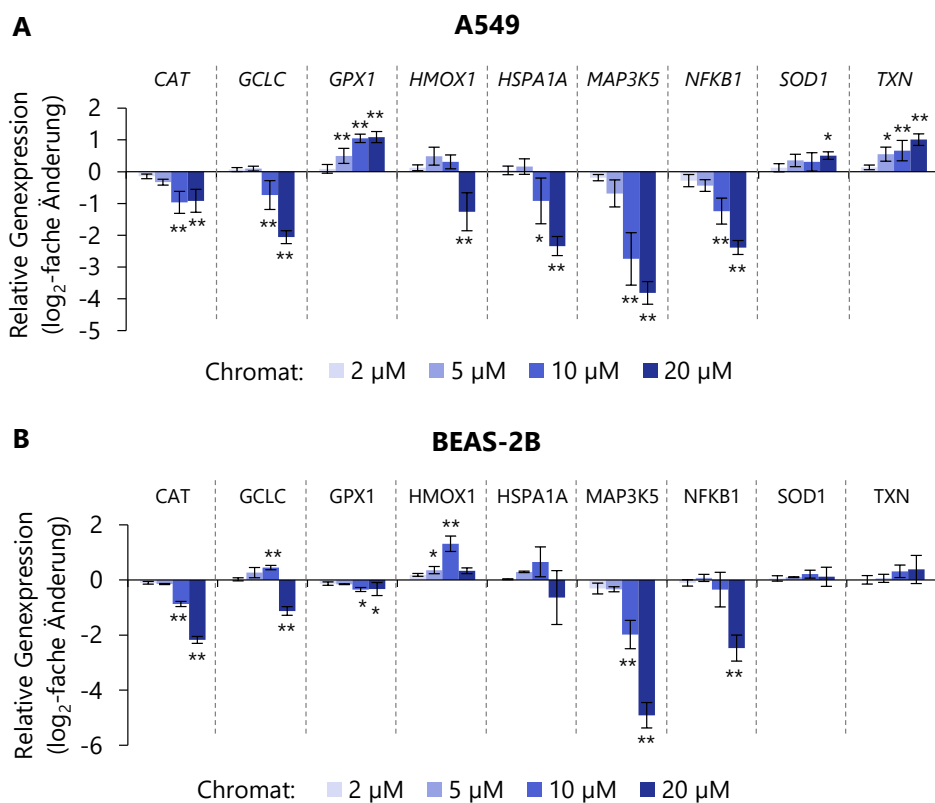 A
A549
CAT GCLC GPX1 HMOX1 HSPA1A MAP3K5 NFKB1 SOD1 TXN
Relative Genexpression
(log₂-fache Änderung)
2
1
0
-1
-2
-3
-4
-5
** ** ** ** ** ** ** ** * ** ** ** ** ** * * ** **
Chromat: 2 µM 5 µM 10 µM 20 µM
B
BEAS-2B
CAT GCLC GPX1 HMOX1 HSPA1A MAP3K5 NFKB1 SOD1 TXN
Relative Genexpression
(log₂-fache Änderung)
2
0
-2
-4
-6
** ** ** ** * * * ** ** ** **
Chromat: 2 µM 5 µM 10 µM 20 µM